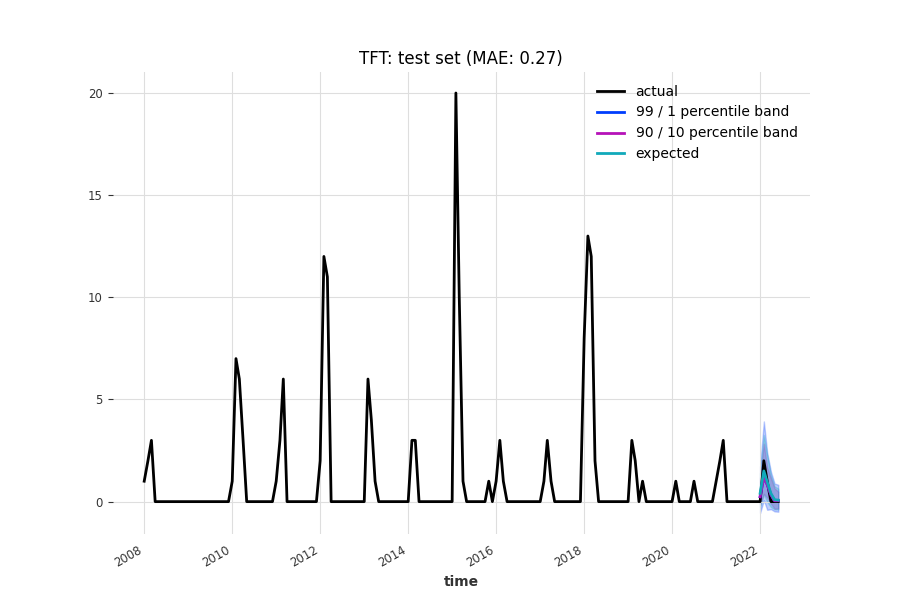 TFT: test set (MAE: 0.27)
actual
99 / 1 percentile band
90 / 10 percentile band
expected
20
15
10
5
0
2008
2010
2012
2014
2016
2018
2020
2022
time